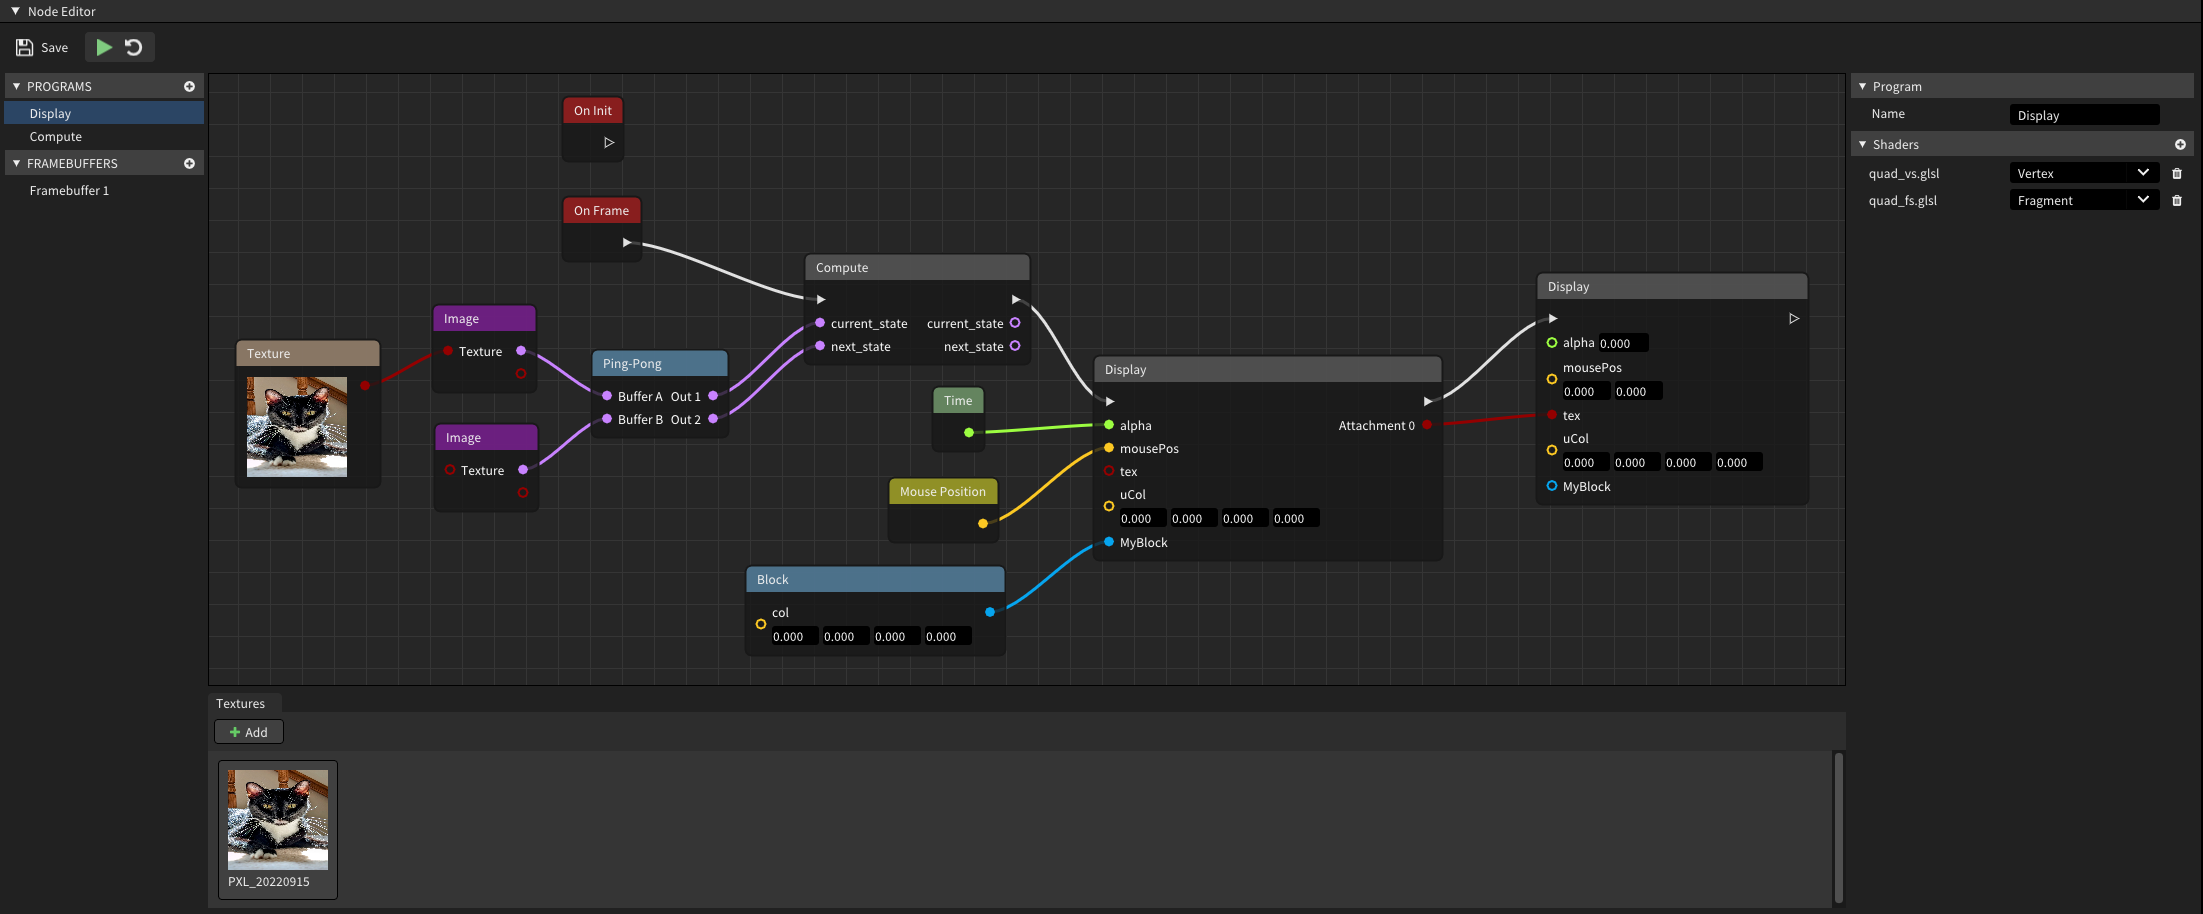 Node Editor
Save
PROGRAMS
Display
Compute
FRAMEBUFFERS
Framebuffer 1
On Init
On Frame
Texture
Image
Texture
Image
Texture
Ping-Pong
Buffer A Out 1
Buffer B Out 2
Compute
current_state current_state
next_state next_state
Time
Mouse Position
Block
col
0.000 0.000 0.000 0.000
Display
alpha Attachment 0
mousePos
tex
uCol
0.000 0.000 0.000 0.000
MyBlock
Display
alpha 0.000
mousePos
0.000 0.000
tex
uCol
0.000 0.000 0.000 0.000
MyBlock
Textures
Add
PXL_20220915
Program
Name Display
Shaders
quad_vs.glsl Vertex
quad_fs.glsl Fragment